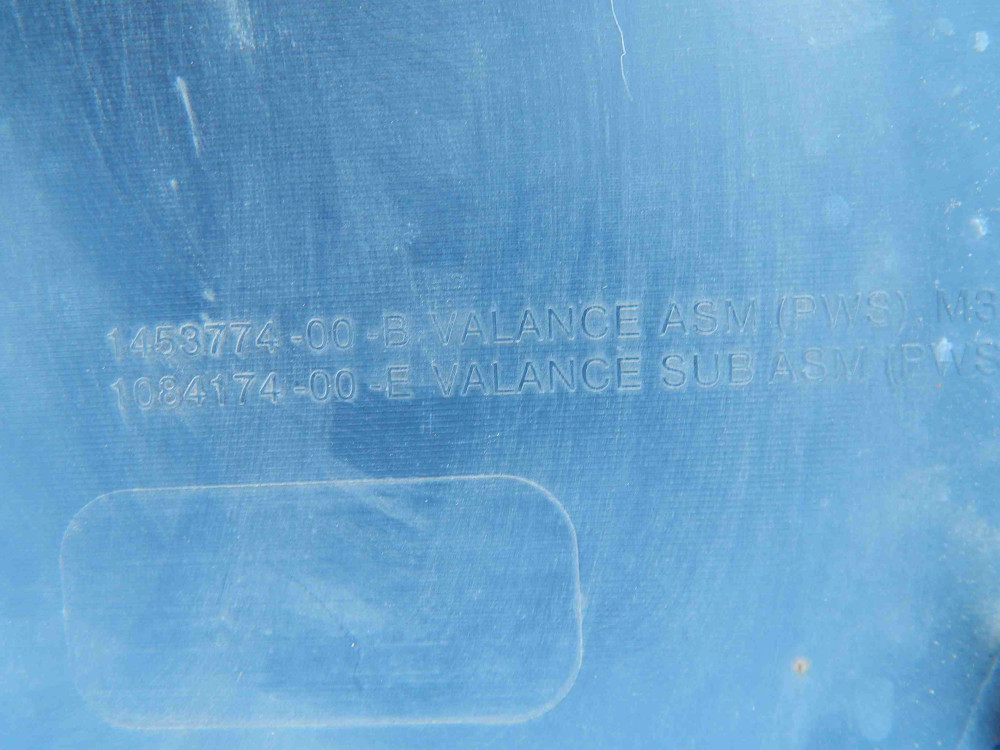 1453774-00-B VALANCE ASM (PWS), M3
1084174-00-E VALANCE SUB ASM (PWS